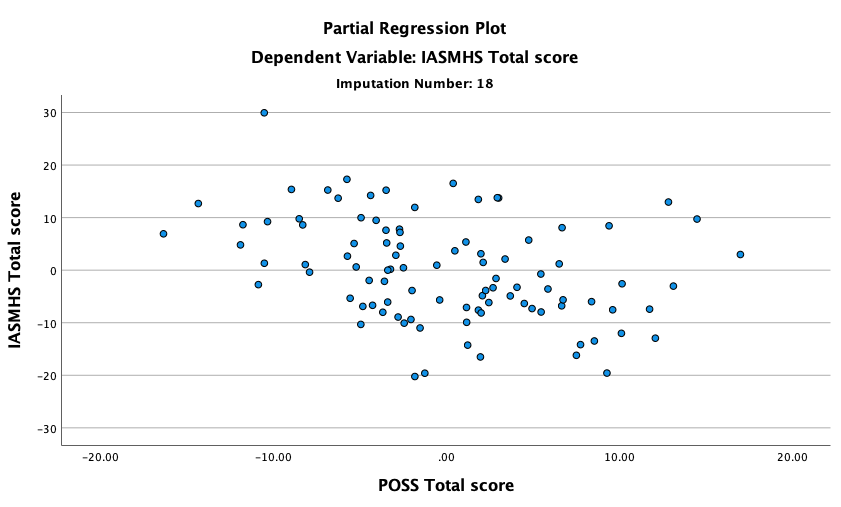 Partial Regression Plot
Dependent Variable: IASMHS Total score
Imputation Number: 18
IASMHS Total score
30
20
10
0
−10
−20
−30
−20.00 −10.00 .00 10.00 20.00
POSS Total score